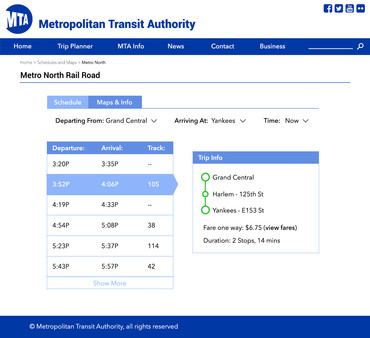 MTA Metropolitan Transit Authority
Home Trip Planner MTA Info News Contact Business
Home > Schedules and Maps > Metro North
Metro North Rail Road
Schedule Maps & Info
Departing From: Grand Central Arriving At: Yankees Time: Now
Departure: Arrival: Track:
3:20P 3:35P --
3:52P 4:06P 105
4:19P 4:33P --
4:54P 5:08P 38
5:23P 5:37P 114
5:43P 5:57P 42
Show More
Trip Info
Grand Central
Harlem - 125th St
Yankees - E153 St
Fare one way: $6.75 (view fares)
Duration: 2 Stops, 14 mins
© Metropolitan Transit Authority, all rights reserved